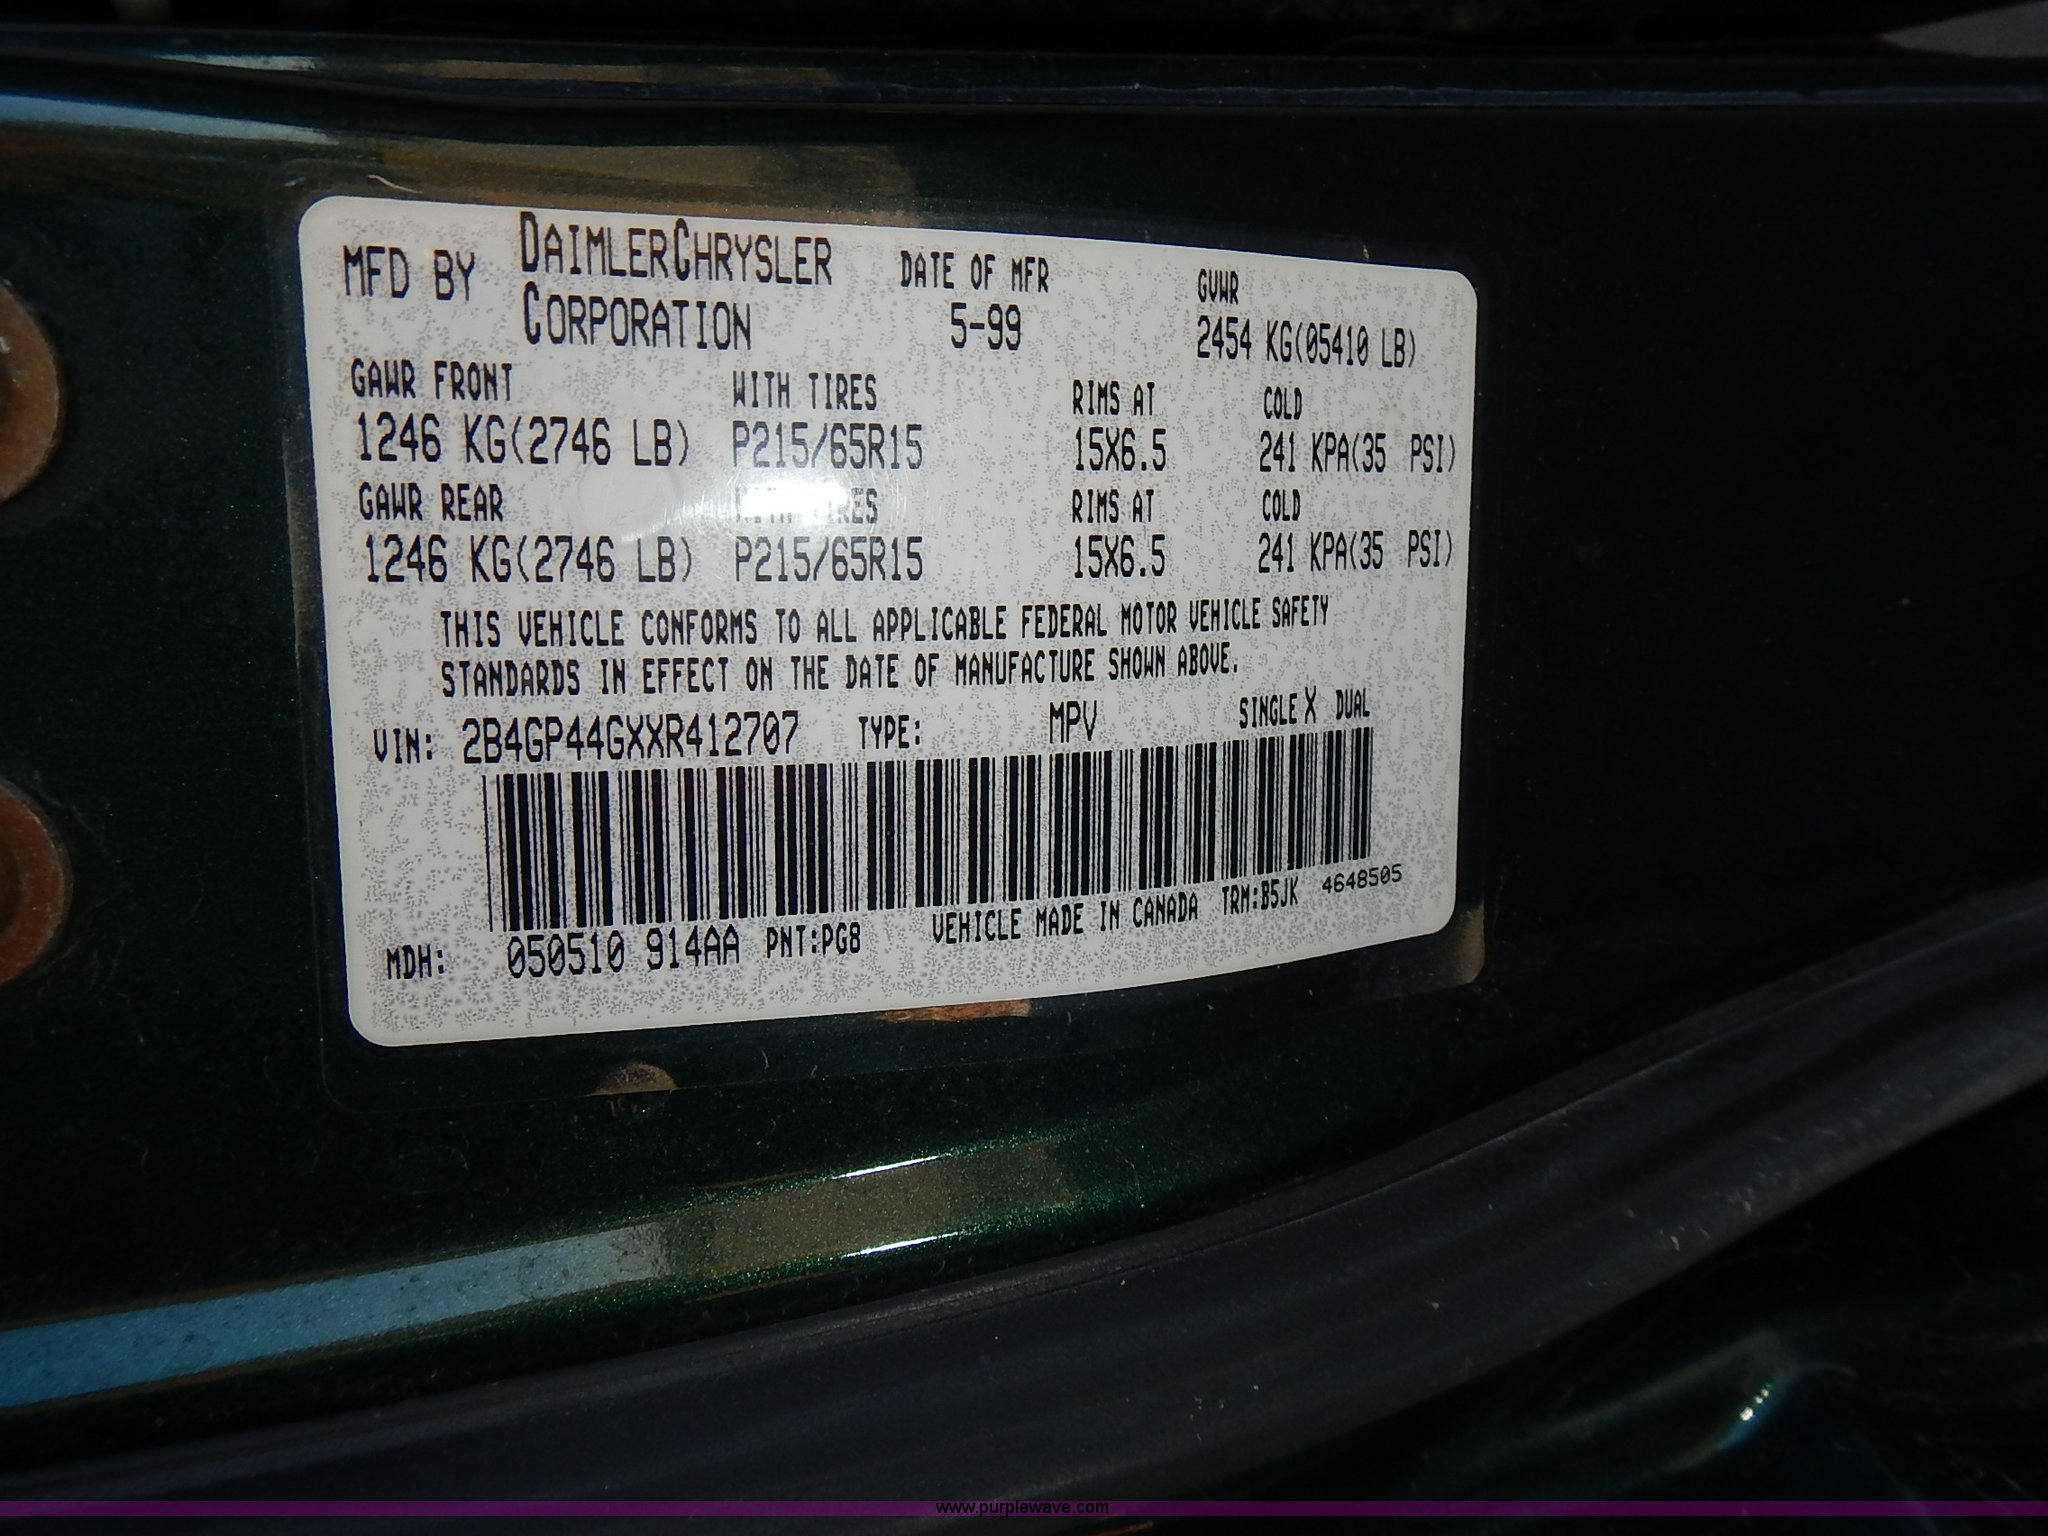 MFD BY DAIMLERCHRYSLER CORPORATION DATE OF MFR 5-99 GVWR 2454 KG(05410 LB)
GAWR FRONT WITH TIRES RIMS AT COLD
1246 KG(2746 LB) P215/65R15 15X6.5 241 KPA(35 PSI)
GAWR REAR WITH TIRES RIMS AT COLD
1246 KG(2746 LB) P215/65R15 15X6.5 241 KPA(35 PSI)
THIS VEHICLE CONFORMS TO ALL APPLICABLE FEDERAL MOTOR VEHICLE SAFETY
STANDARDS IN EFFECT ON THE DATE OF MANUFACTURE SHOWN ABOVE.
VIN: 2B4GP44GXXR412707 TYPE: MPV SINGLE X DUAL
MDH: 050510 914AA PNT:PG8 VEHICLE MADE IN CANADA TRM:B5JK 4648505
www.purplewave.com